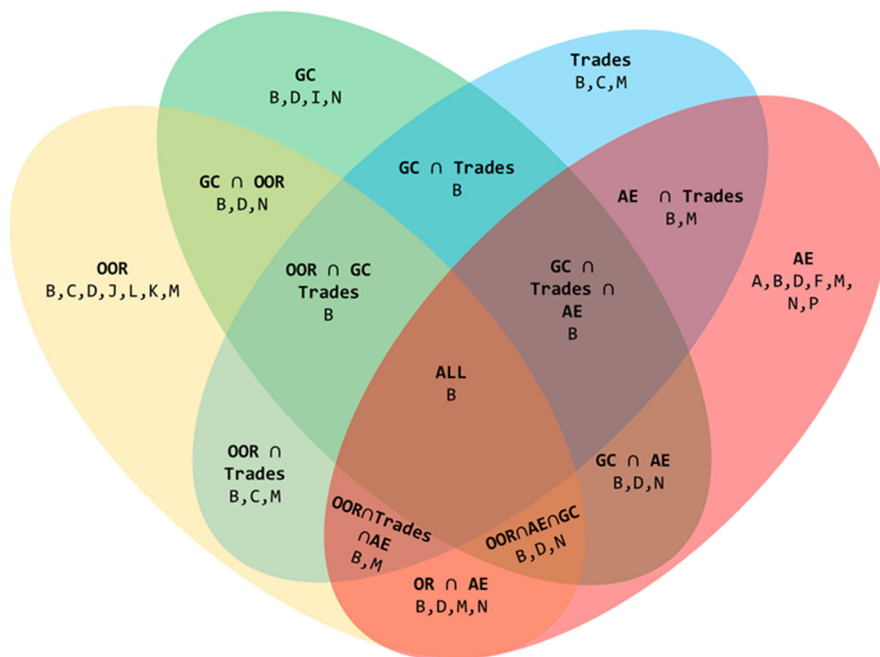 GC
B,D,I,N
Trades
B,C,M
GC ∩ OOR
B,D,N
GC ∩ Trades
B
AE ∩ Trades
B,M
OOR
B,C,D,J,L,K,M
OOR ∩ GC
Trades
B
GC ∩
Trades ∩
AE
B
AE
A,B,D,F,M,
N,P
ALL
B
OOR ∩
Trades
B,C,M
GC ∩ AE
B,D,N
OOR∩Trades
∩AE
B,M
OOR∩AE∩GC
B,D,N
OR ∩ AE
B,D,M,N